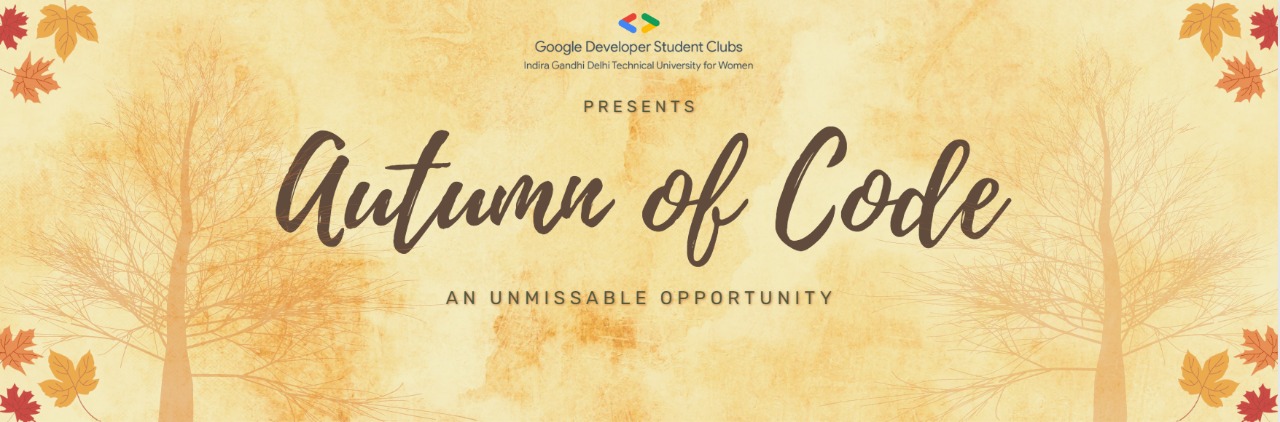 Google Developer Student Clubs
Indira Gandhi Delhi Technical University for Women
PRESENTS
Autumn of Code
AN UNMISSABLE OPPORTUNITY